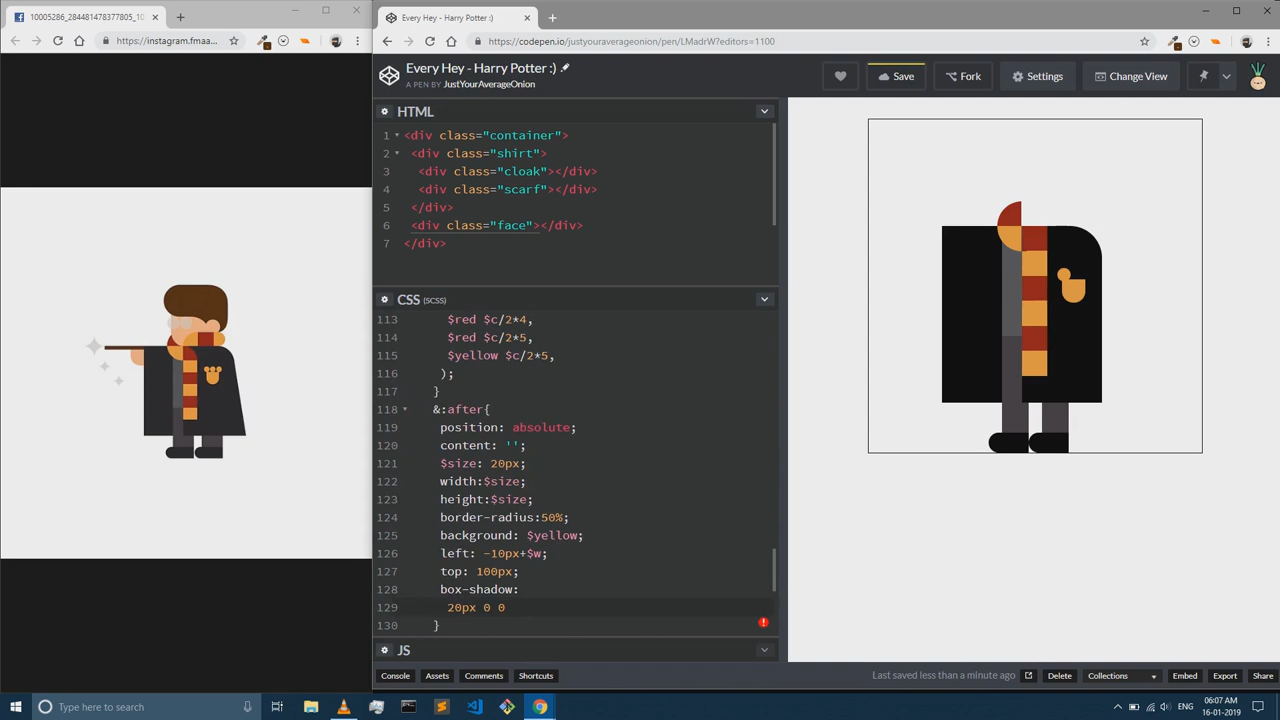 10005286_284481478377805_10
https://instagram.fmaa...
Every Hey - Harry Potter :)
https://codepen.io/justyouraverageonion/pen/LMadrW?editors=1100
Every Hey - Harry Potter :)
A PEN BY JustYourAverageOnion
Save
Fork
Settings
Change View
HTML
1 <div class="container">
2 <div class="shirt">
3 <div class="cloak"></div>
4 <div class="scarf"></div>
5 </div>
6 <div class="face"></div>
7 </div>
CSS (SCSS)
113 $red $c/2*4,
114 $red $c/2*5,
115 $yellow $c/2*5,
116 );
117 }
118 &:after{
119 position: absolute;
120 content: '';
121 $size: 20px;
122 width:$size;
123 height:$size;
124 border-radius:50%;
125 background: $yellow;
126 left: -10px+$w;
127 top: 100px;
128 box-shadow:
129 20px 0 0
130 }
JS
Console Assets Comments Shortcuts
Last saved less than a minute ago
Delete Collections Embed Export Share
Type here to search
06:07 AM
16-01-2019